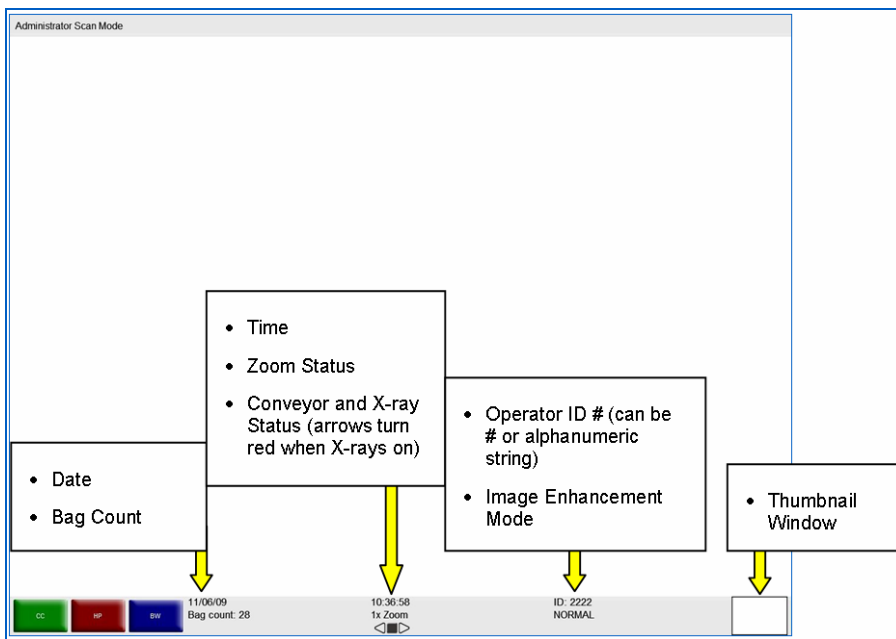 Administrator Scan Mode
• Time
• Zoom Status
• Conveyor and X-ray
Status (arrows turn
red when X-rays on)
• Operator ID # (can be
# or alphanumeric
string)
• Image Enhancement
Mode
• Date
• Bag Count
• Thumbnail
Window
CC
HP
BW
11/06/09
Bag count: 28
10:36:58
1x Zoom
ID: 2222
NORMAL